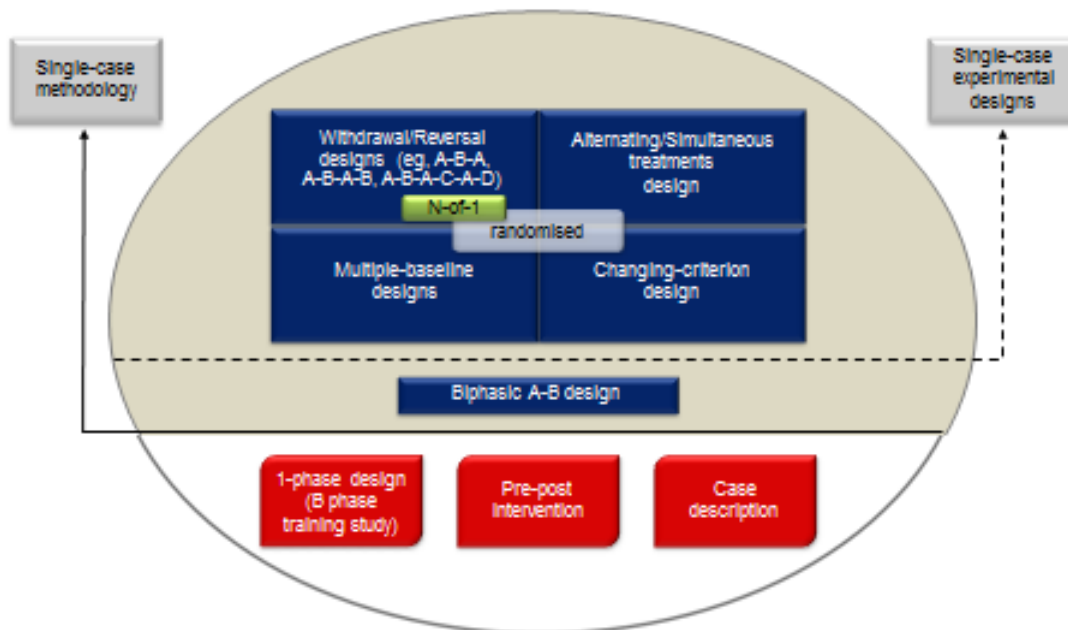 Single-case
methodology
Single-case
experimental
designs
Withdrawal/Reversal
designs (eg, A-B-A,
A-B-A-B, A-B-A-C-A-D)
Alternating/Simultaneous
treatments
design
N-of-1
randomised
Multiple-baseline
designs
Changing-criterion
design
Biphasic A-B design
1-phase design
(B phase
training study)
Pre-post
intervention
Case
description